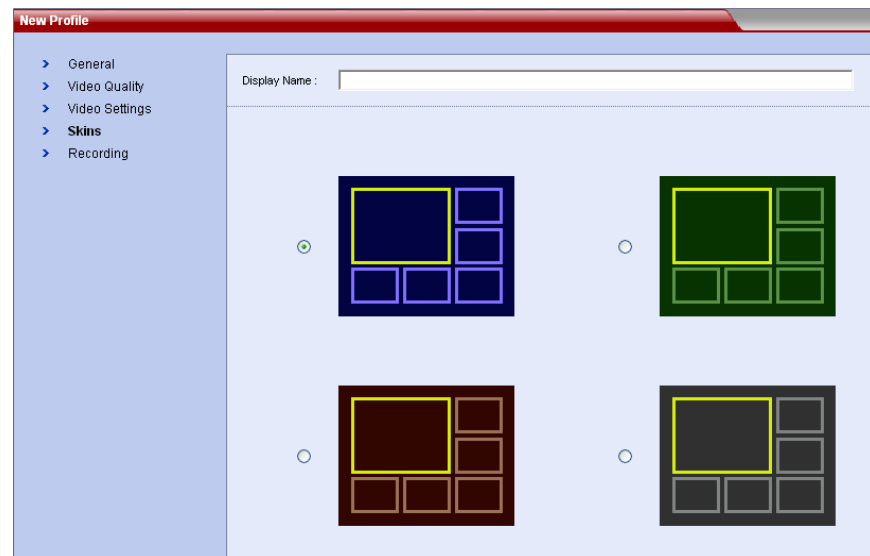 New Profile
General
Video Quality
Video Settings
Skins
Recording
Display Name :